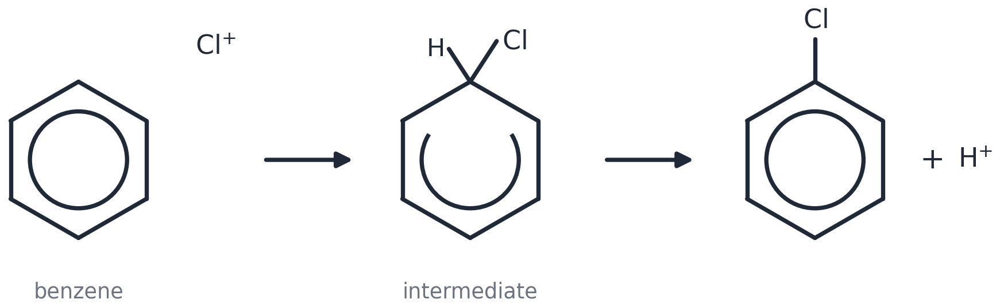 Cl⁺
H Cl
Cl
+ H⁺
benzene
intermediate